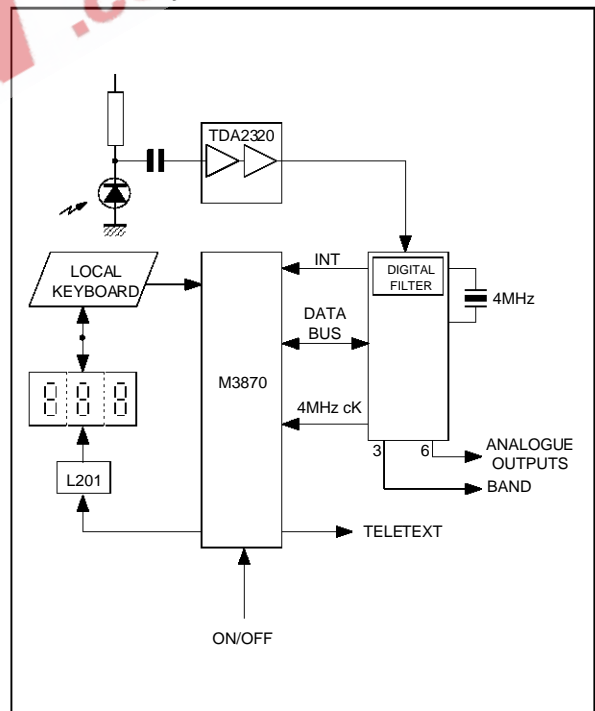 .co
TDA2320
LOCAL
KEYBOARD
INT
DIGITAL
FILTER
4MHz
DATA
BUS
M3870
4MHz cK
3
6
ANALOGUE
OUTPUTS
BAND
L201
TELETEXT
ON/OFF